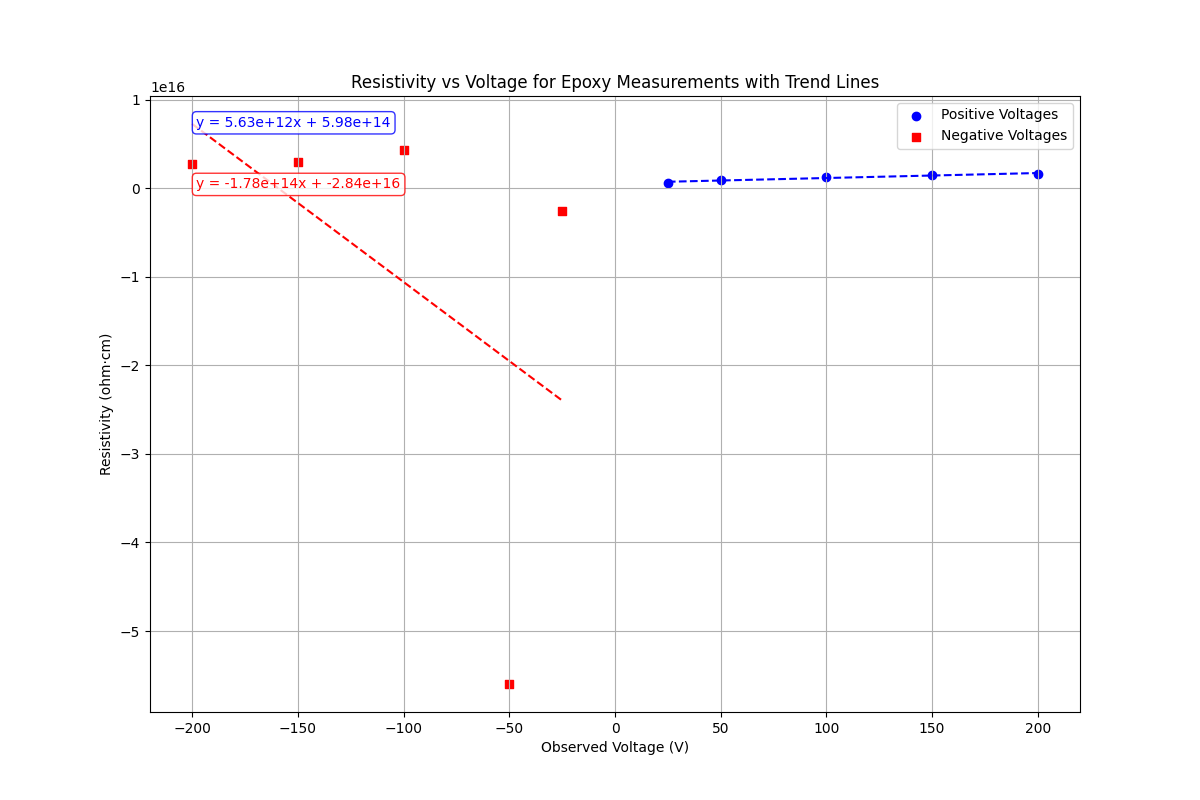 Resistivity vs Voltage for Epoxy Measurements with Trend Lines
1e16
y = 5.63e+12x + 5.98e+14
y = -1.78e+14x + -2.84e+16
Positive Voltages
Negative Voltages
1
0
−1
−2
−3
−4
−5
Resistivity (ohm·cm)
−200 −150 −100 −50 0 50 100 150 200
Observed Voltage (V)